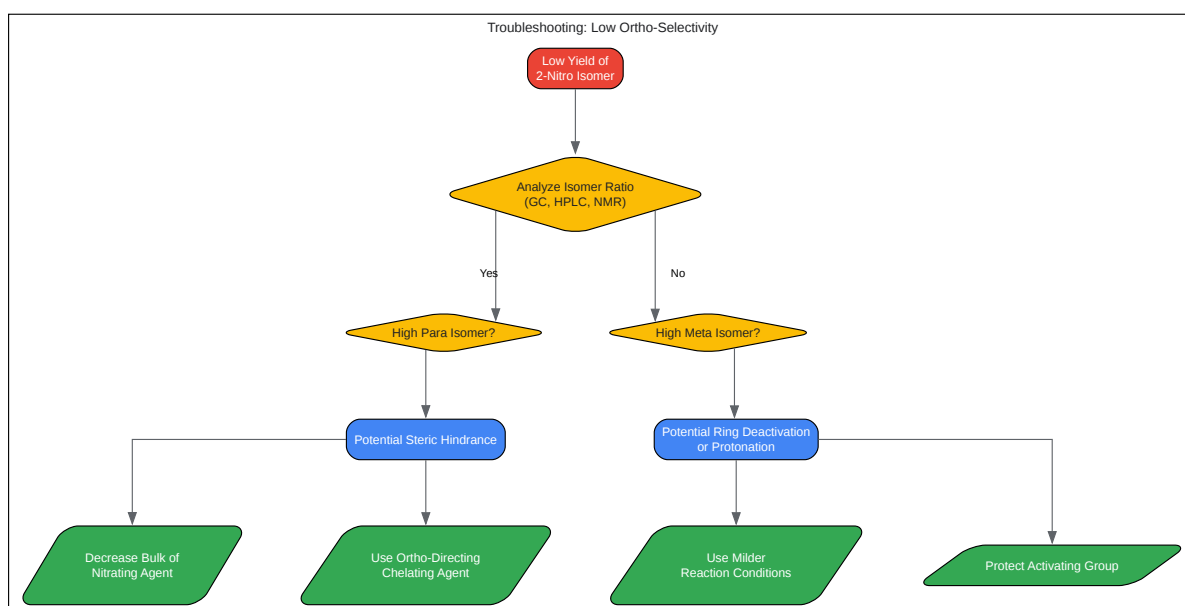 Troubleshooting: Low Ortho-Selectivity
Low Yield of
2-Nitro Isomer
Analyze Isomer Ratio
(GC, HPLC, NMR)
Yes
No
High Para Isomer?
High Meta Isomer?
Potential Steric Hindrance
Potential Ring Deactivation
or Protonation
Decrease Bulk of
Nitrating Agent
Use Ortho-Directing
Chelating Agent
Use Milder
Reaction Conditions
Protect Activating Group